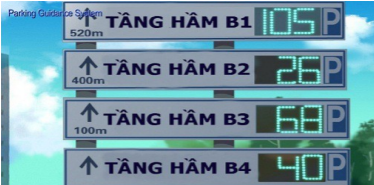 Parking Guidance System
520m TẦNG HẦM B1 105 P
400m TẦNG HẦM B2 26 P
100m TẦNG HẦM B3 68 P
TẦNG HẦM B4 40 P